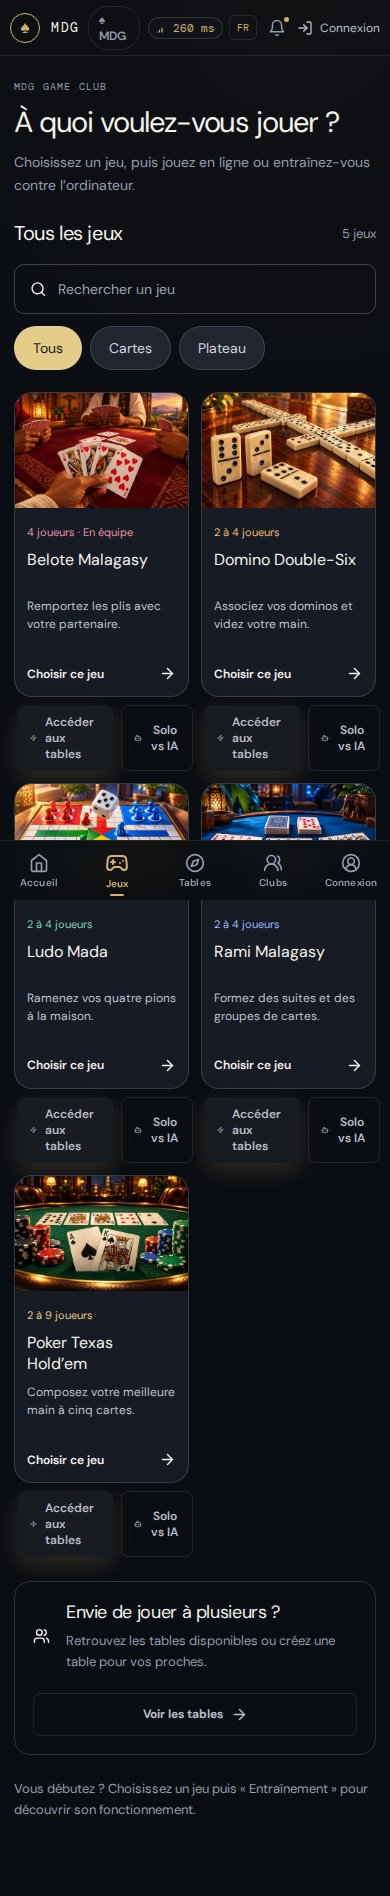 MDG
♠
MDG
260 ms
FR
Connexion
MDG GAME CLUB
À quoi voulez-vous jouer ?
Choisissez un jeu, puis jouez en ligne ou entraînez-vous
contre l'ordinateur.
Tous les jeux
5 jeux
Rechercher un jeu
Tous
Cartes
Plateau
4 joueurs · En équipe
Belote Malagasy
Remportez les plis avec
votre partenaire.
Choisir ce jeu
2 à 4 joueurs
Domino Double-Six
Associez vos dominos et
videz votre main.
Choisir ce jeu
Accéder
aux
tables
Solo
vs IA
Accéder
aux
tables
Solo
vs IA
Accueil
Jeux
Tables
Clubs
Connexion
2 à 4 joueurs
Ludo Mada
Ramenez vos quatre pions
à la maison.
Choisir ce jeu
2 à 4 joueurs
Rami Malagasy
Formez des suites et des
groupes de cartes.
Choisir ce jeu
Accéder
aux
tables
Solo
vs IA
Accéder
aux
tables
Solo
vs IA
2 à 9 joueurs
Poker Texas
Hold'em
Composez votre meilleure
main à cinq cartes.
Choisir ce jeu
Accéder
aux
tables
Solo
vs IA
Envie de jouer à plusieurs ?
Retrouvez les tables disponibles ou créez une
table pour vos proches.
Voir les tables
Vous débutez ? Choisissez un jeu puis « Entraînement » pour
découvrir son fonctionnement.